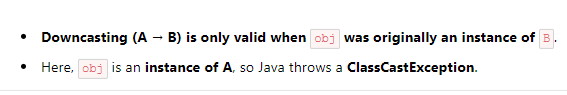 • Downcasting (A → B) is only valid when obj was originally an instance of B.
• Here, obj is an instance of A, so Java throws a ClassCastException.